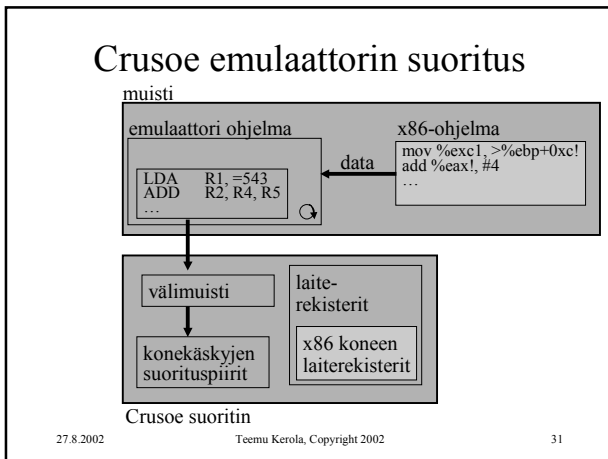 Crusoe emulaattorin suoritus
muisti
emulaattori ohjelma
LDA R1, =543
ADD R2, R4, R5
…
data
x86-ohjelma
mov %exc1, >%ebp+0xc!
add %eax!, #4
…
välimuisti
konekäskyjen
suorituspiirit
laite-
rekisterit
x86 koneen
laiterekisterit
Crusoe suoritin
27.8.2002 Teemu Kerola, Copyright 2002 31